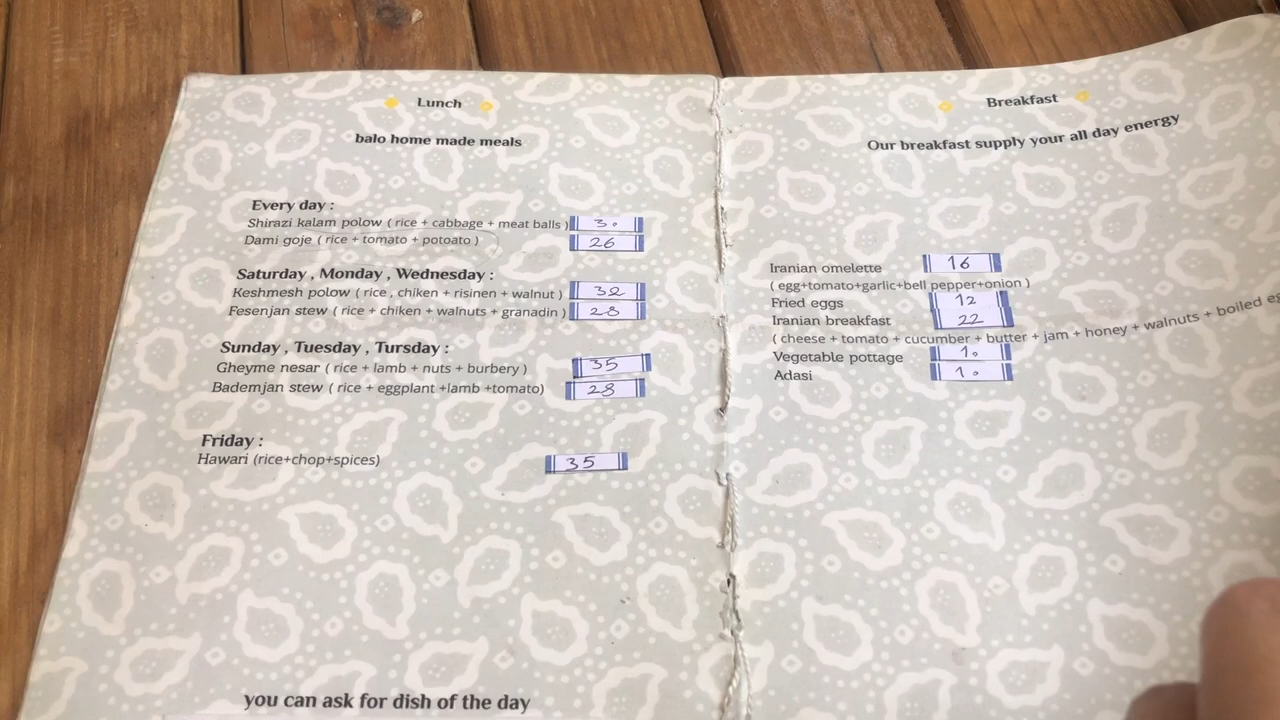 Lunch
balo home made meals
Every day :
Shirazi kalam polow ( rice + cabbage + meat balls ) 30
Dami goje ( rice + tomato + potoato ) 26
Saturday , Monday , Wednesday :
Keshmesh polow ( rice , chiken + risinen + walnut ) 32
Fesenjan stew ( rice + chiken + walnuts + granadin ) 28
Sunday , Tuesday , Tursday :
Gheyme nesar ( rice + lamb + nuts + burbery ) 35
Bademjan stew ( rice + eggplant +lamb +tomato) 28
Friday :
Hawari (rice+chop+spices) 35
you can ask for dish of the day
Breakfast
Our breakfast supply your all day energy
Iranian omelette 16
( egg+tomato+garlic+bell pepper+onion )
Fried eggs 12
Iranian breakfast 22
( cheese + tomato + cucumber + butter + jam + honey + walnuts + boiled
Vegetable pottage 10
Adasi 10